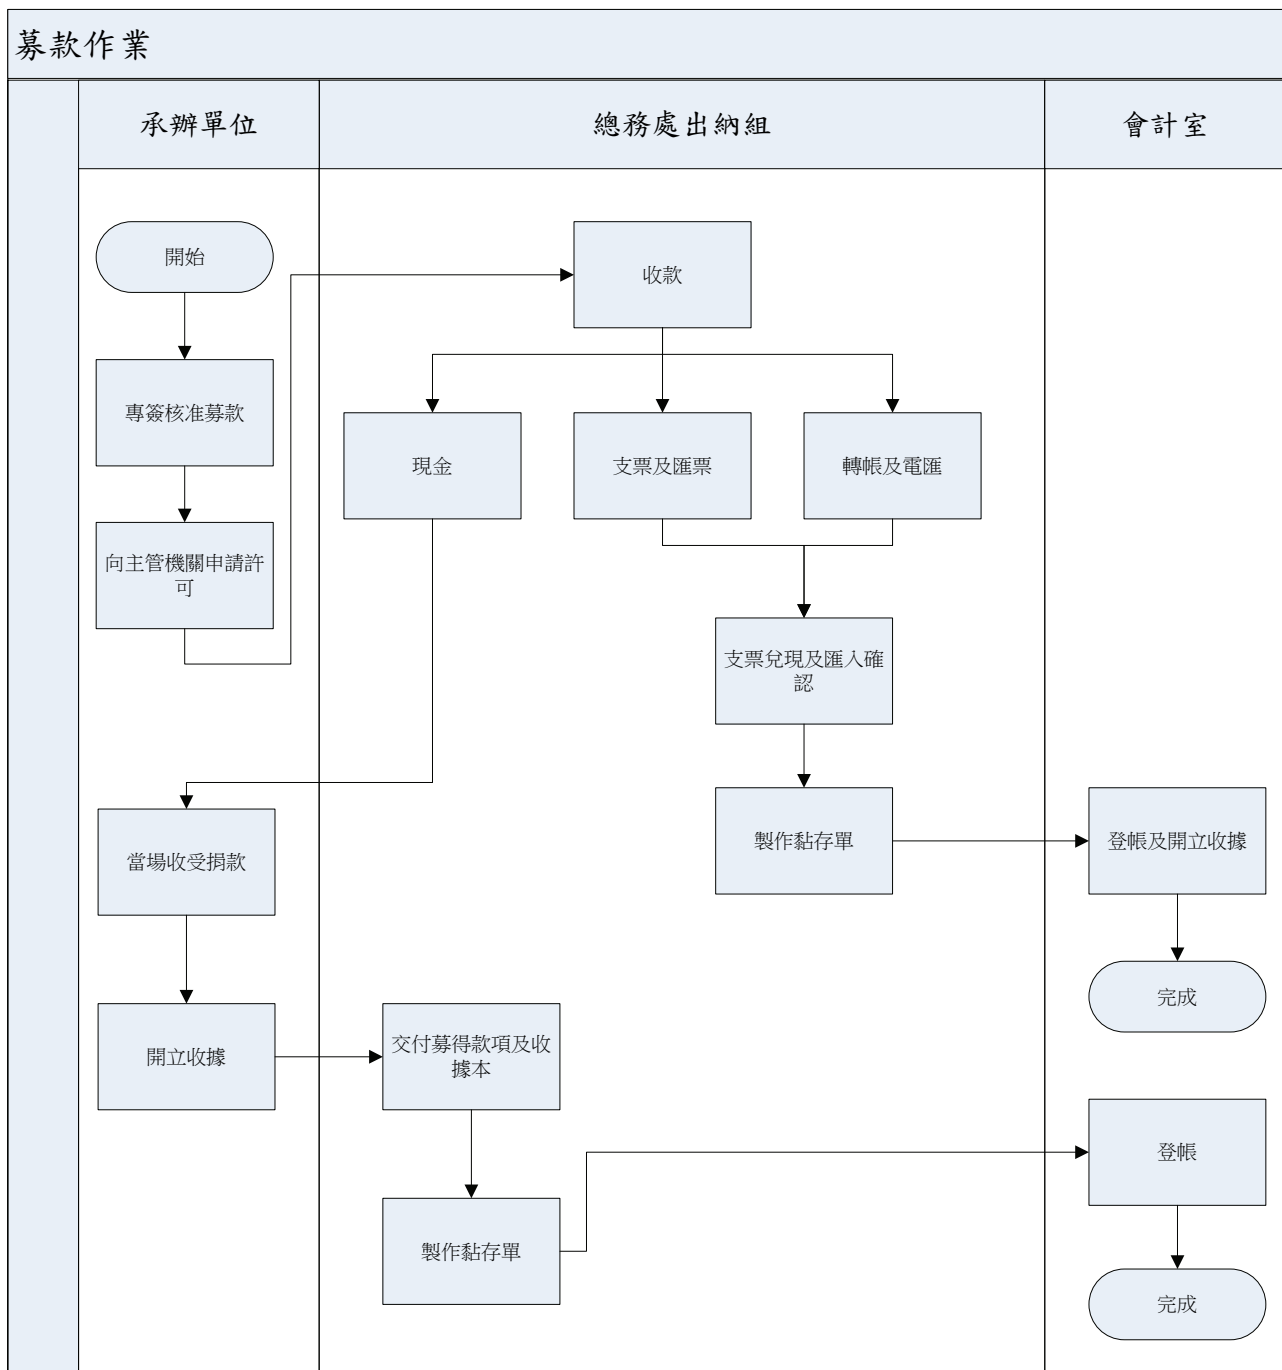 募款作業
承辦單位
總務處出納組
會計室
開始
收款
專簽核准募款
現金
支票及匯票
轉帳及電匯
向主管機關申請許
可
支票兌現及匯入確
認
當場收受捐款
製作黏存單
登帳及開立收據
完成
開立收據
交付募得款項及收
據本
登帳
製作黏存單
完成